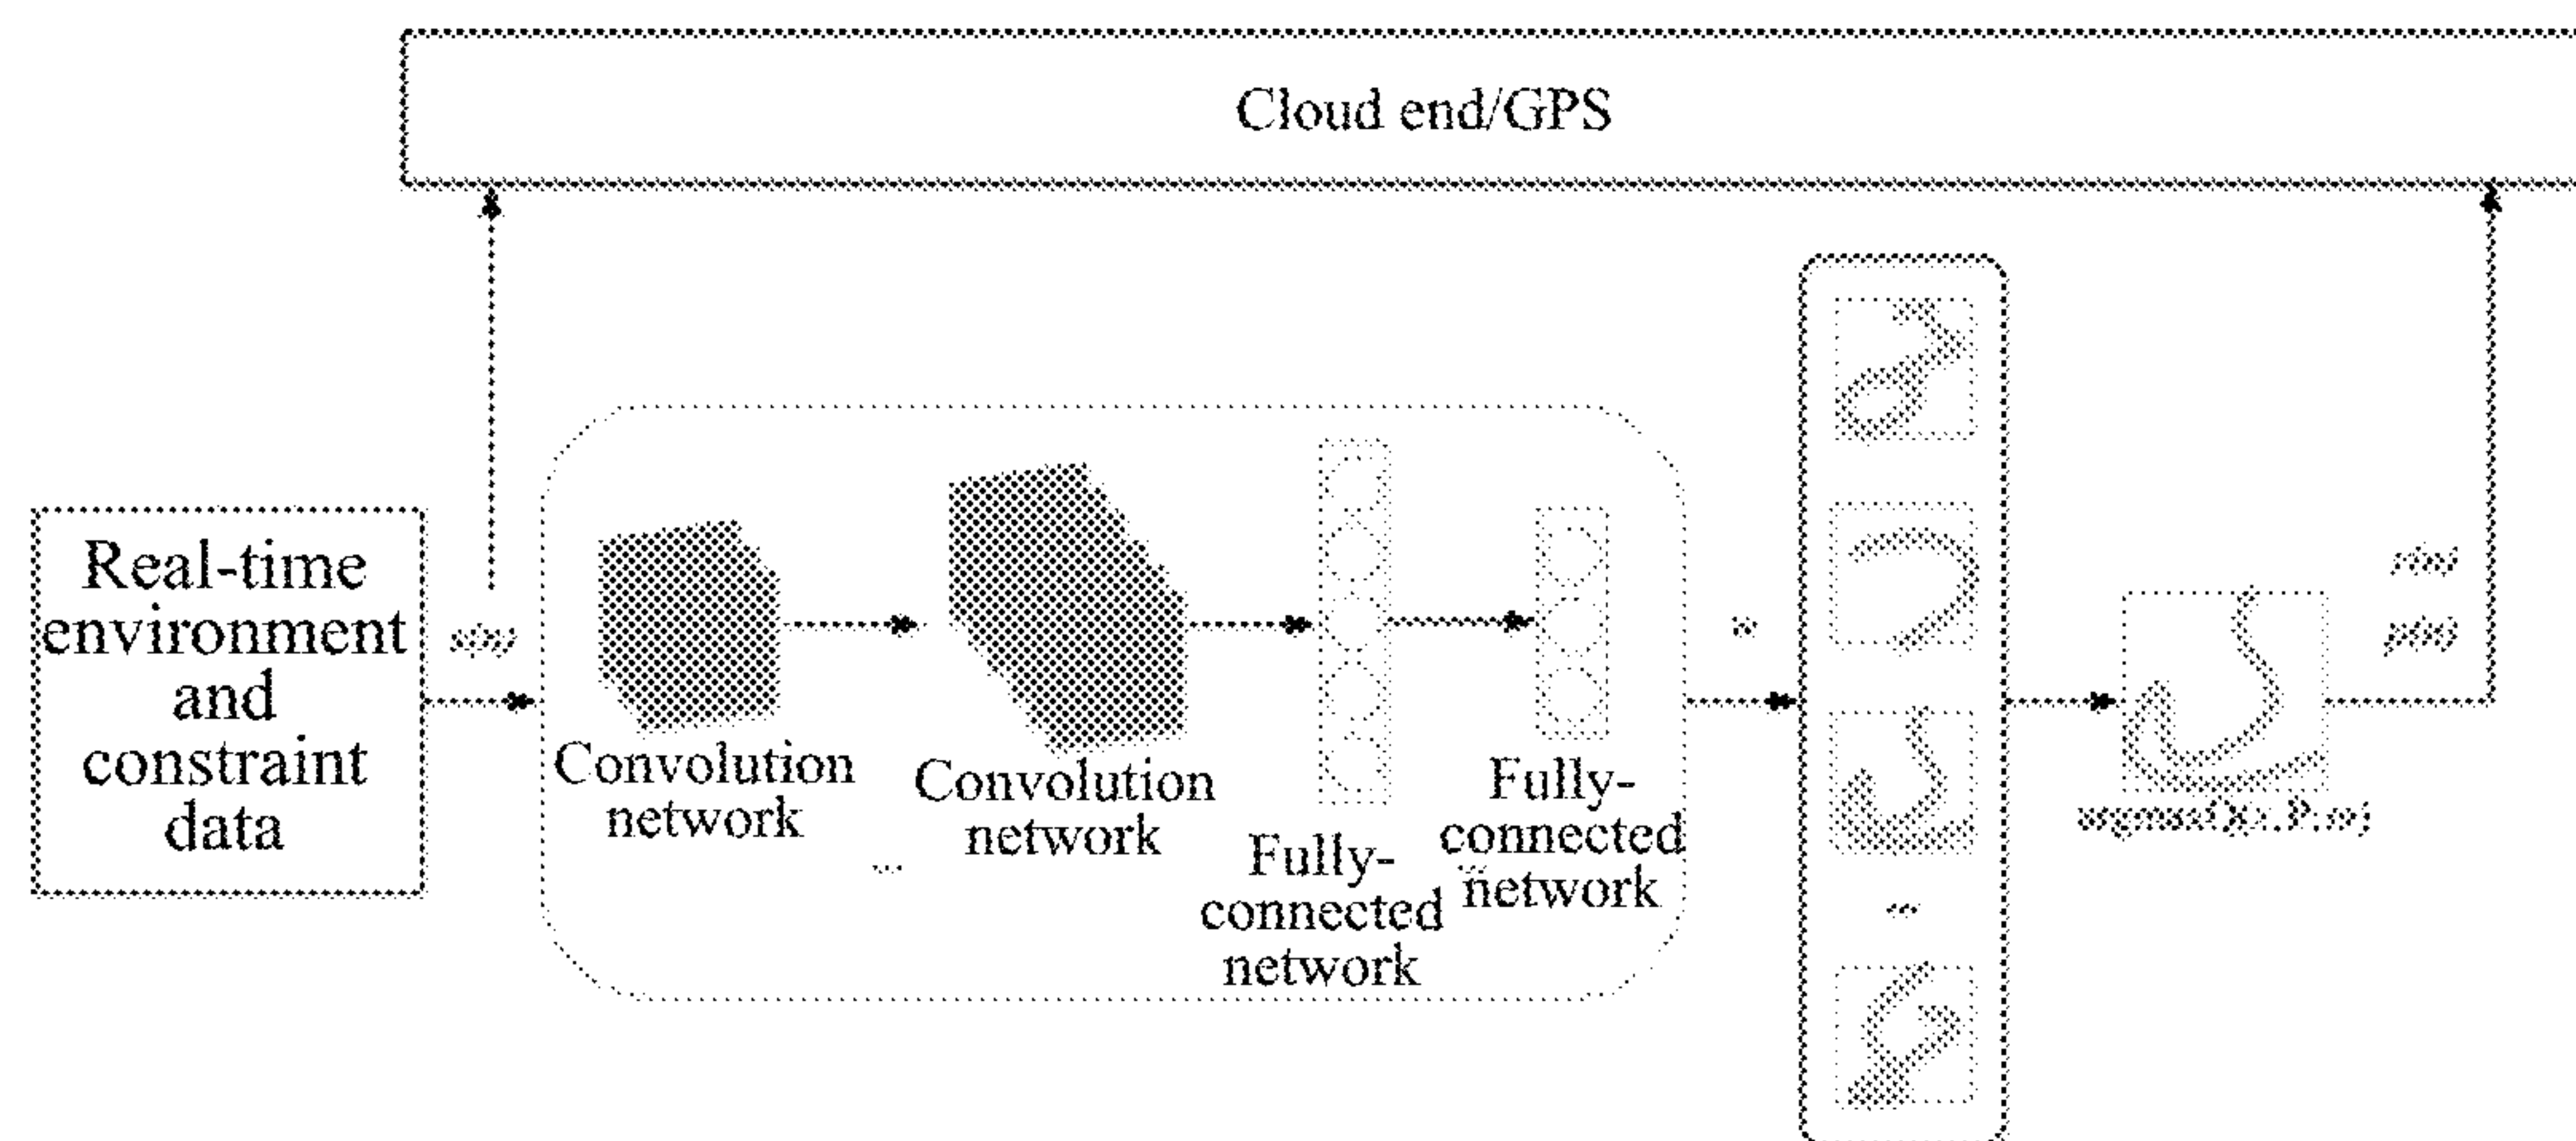 Cloud end/GPS
Real-time
environment
and
constraint
data
Convolution
network
...
Convolution
network
Fully-
connected
network
Fully-
connected
network
...